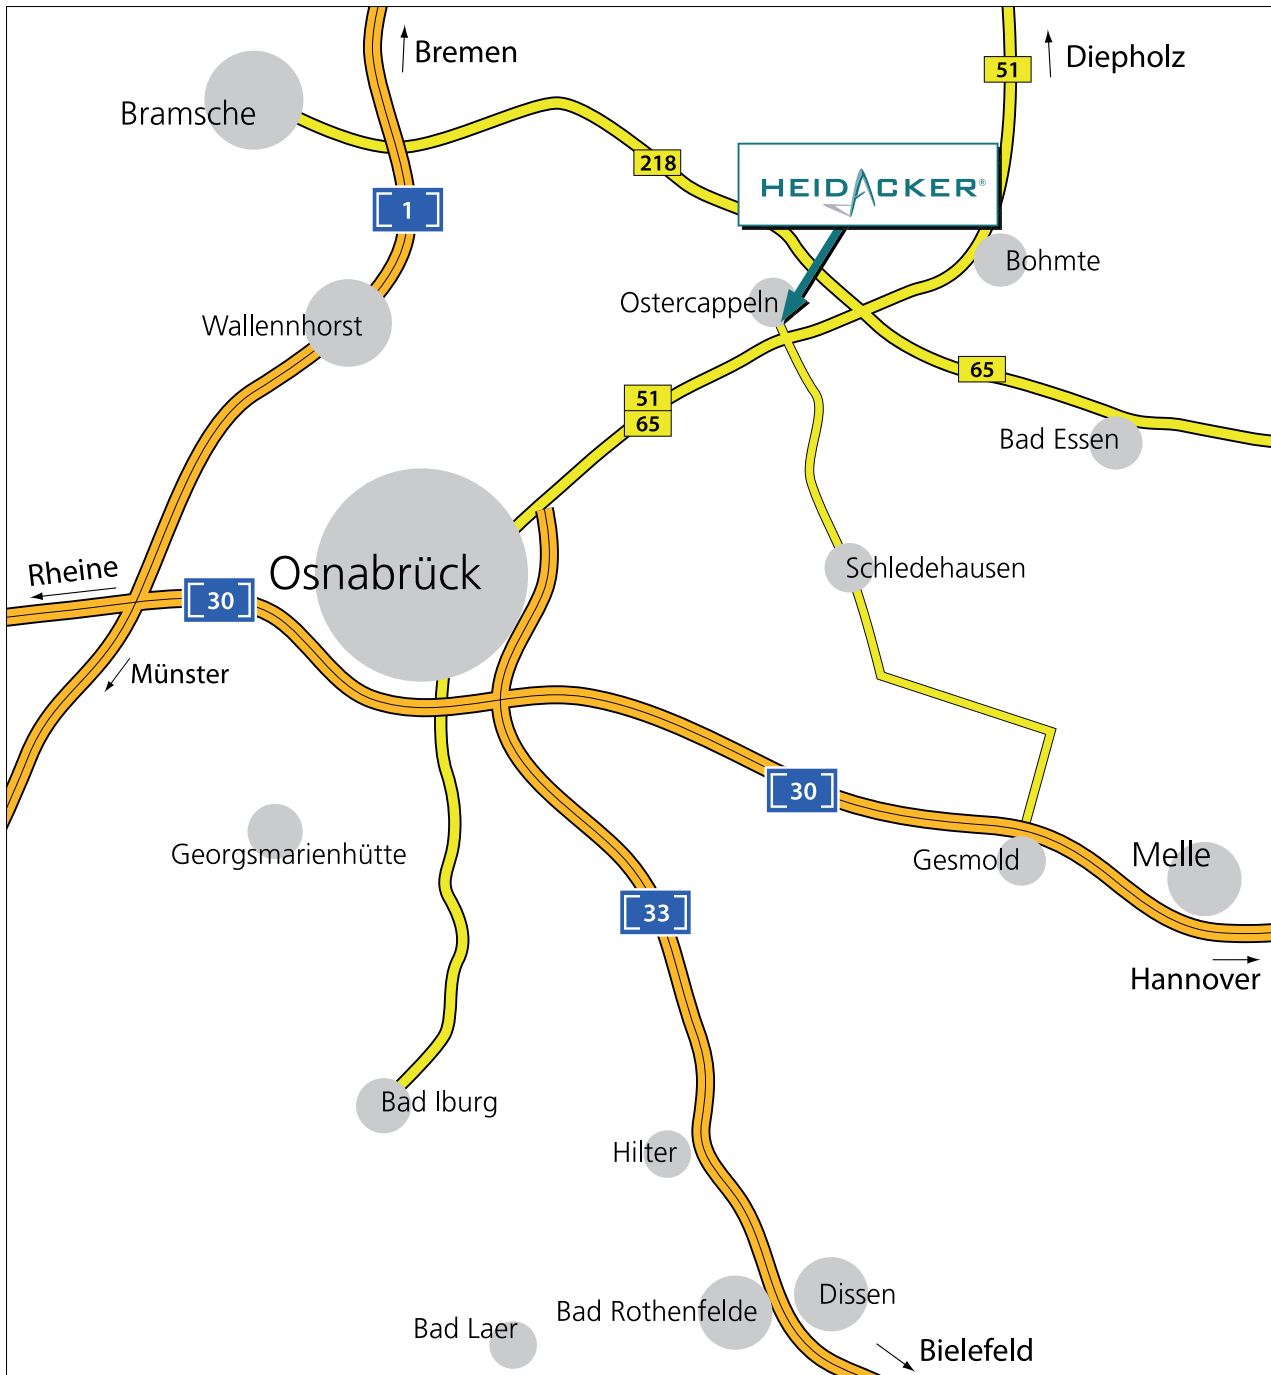 Bremen
Diepholz
51
Bramsche
218
HEIDACKER®
1
Bohmte
Ostercappeln
Wallennhorst
65
51
65
Bad Essen
Rheine
Osnabrück
Schledehausen
30
Münster
30
Georgsmarienhütte
Gesmold
Melle
33
Hannover
Bad Iburg
Hilter
Dissen
Bad Rothenfelde
Bad Laer
Bielefeld